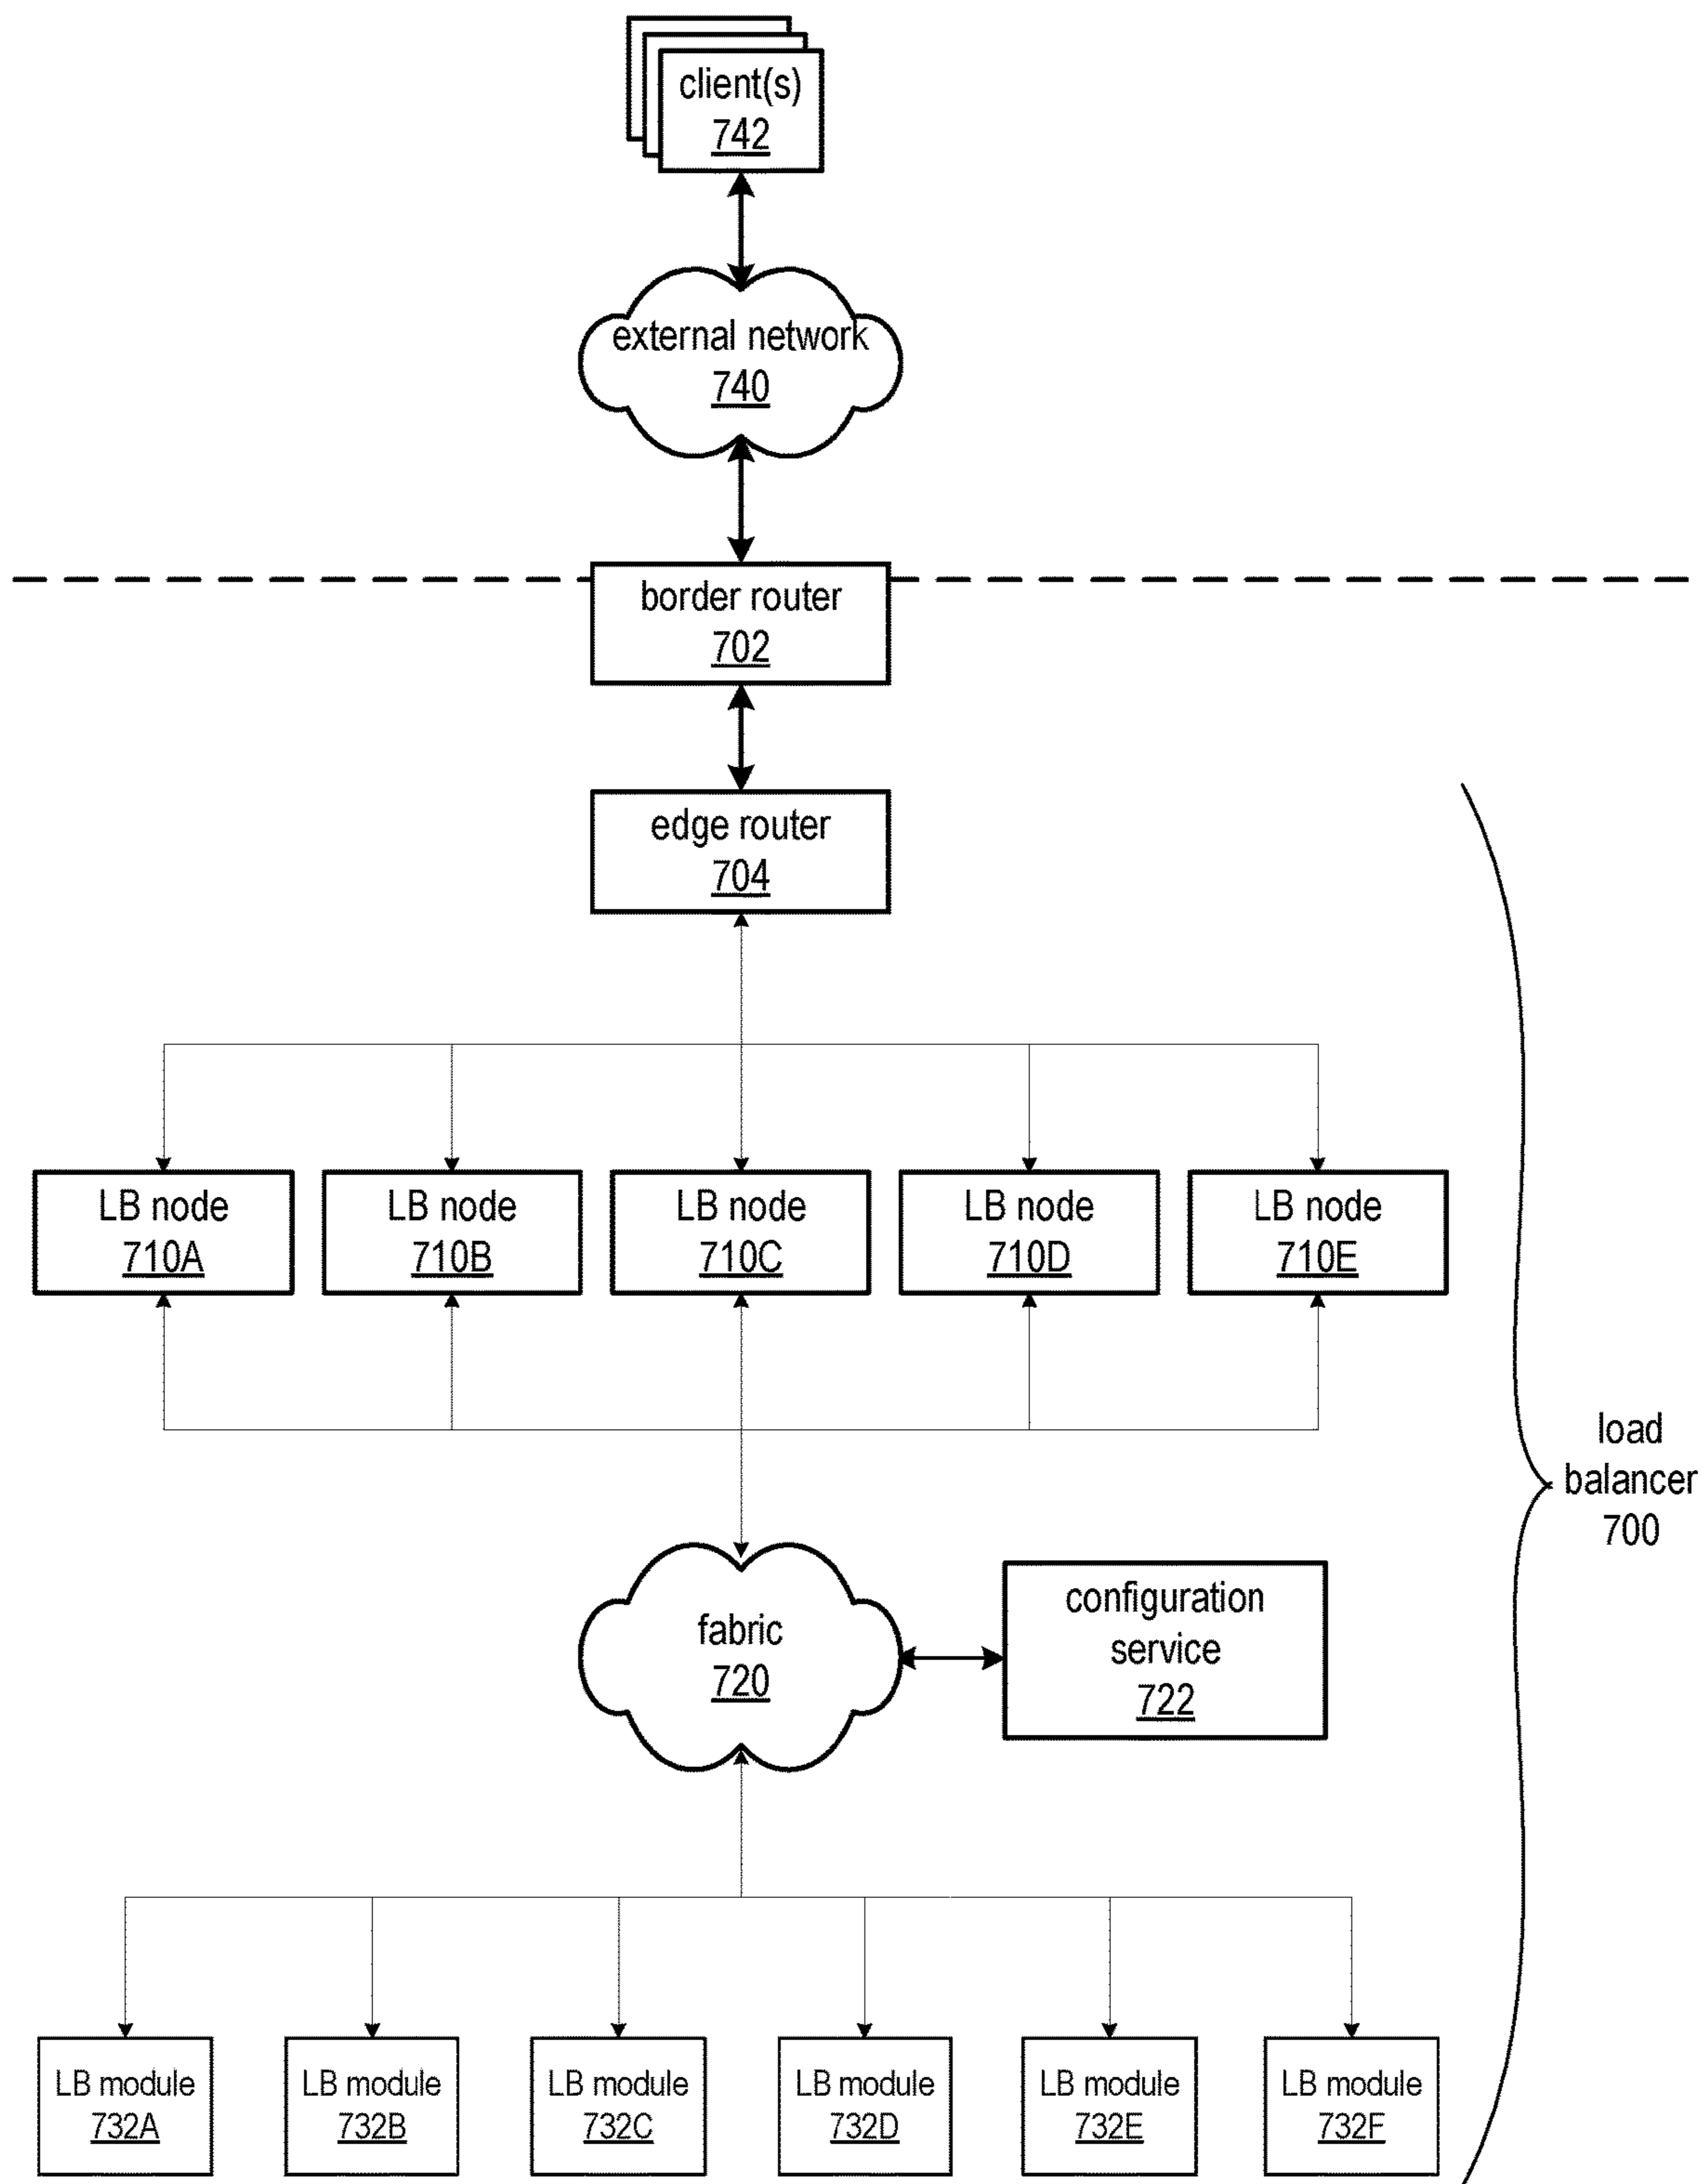 client(s)
742
external network
740
border router
702
edge router
704
LB node
710A
LB node
710B
LB node
710C
LB node
710D
LB node
710E
load
balancer
700
fabric
720
configuration
service
722
LB module
732A
LB module
732B
LB module
732C
LB module
732D
LB module
732E
LB module
732F